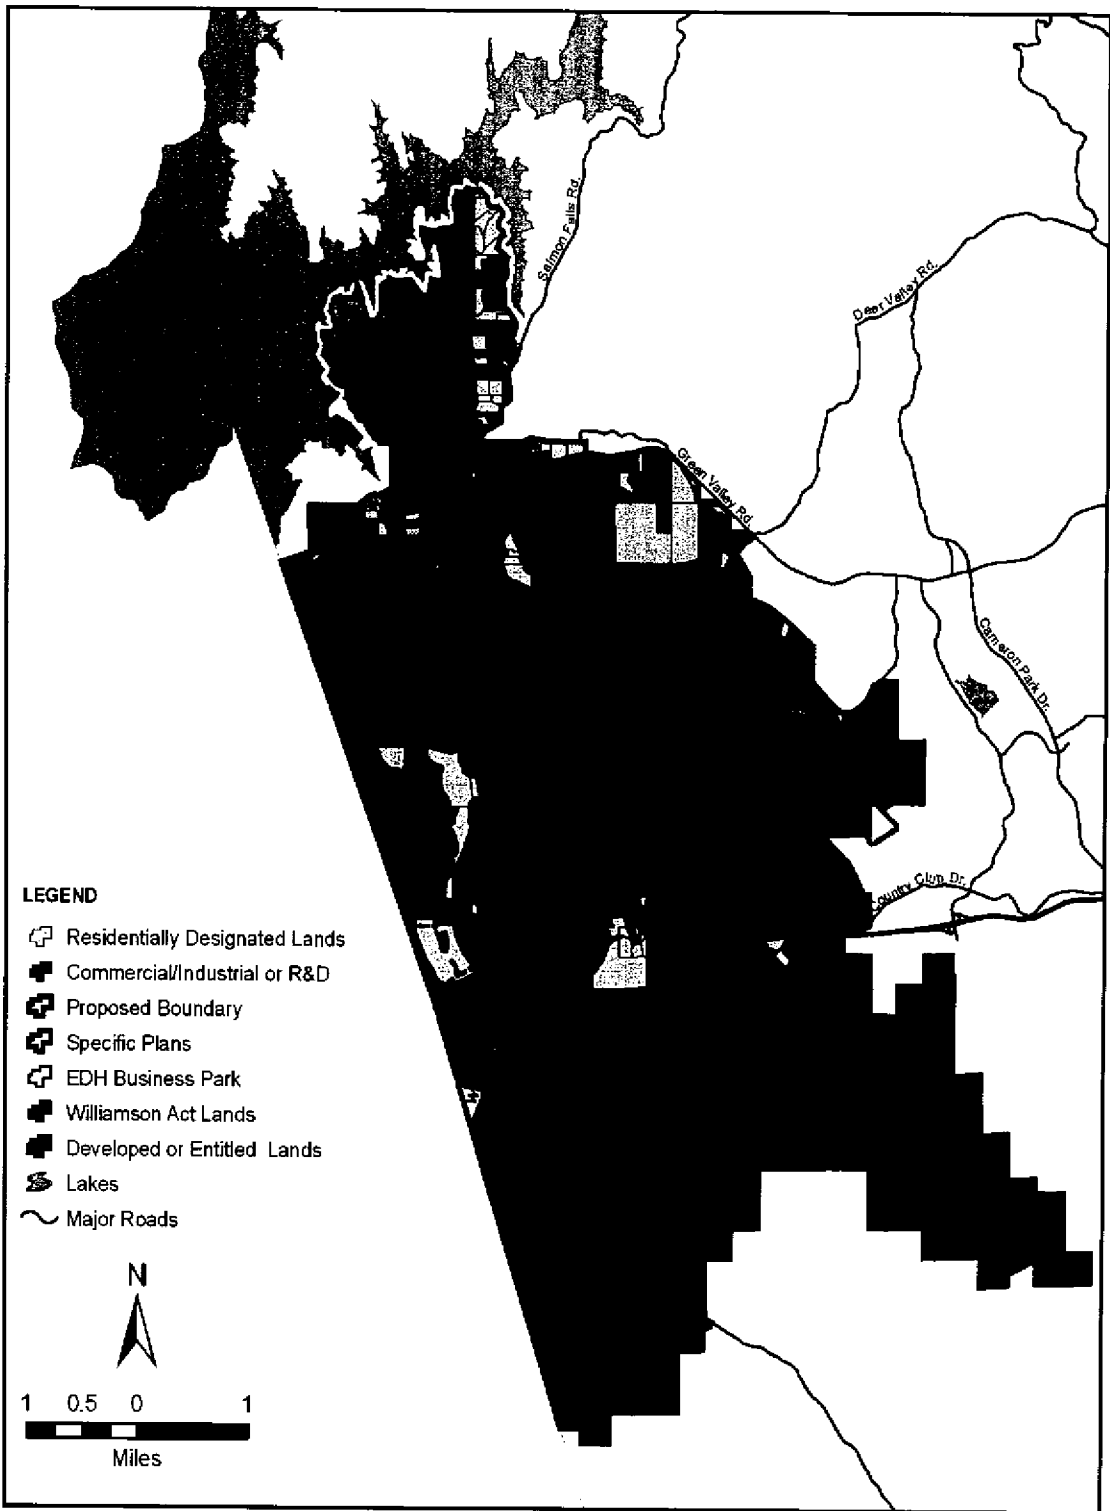 Salmon Falls Rd.
Deer Valley Rd.
Green Valley Rd.
Cameron Park Dr.
Country Club Dr.
LEGEND
Residentially Designated Lands
Commercial/Industrial or R&D
Proposed Boundary
Specific Plans
EDH Business Park
Williamson Act Lands
Developed or Entitled Lands
Lakes
Major Roads
N
1 0.5 0 1
Miles